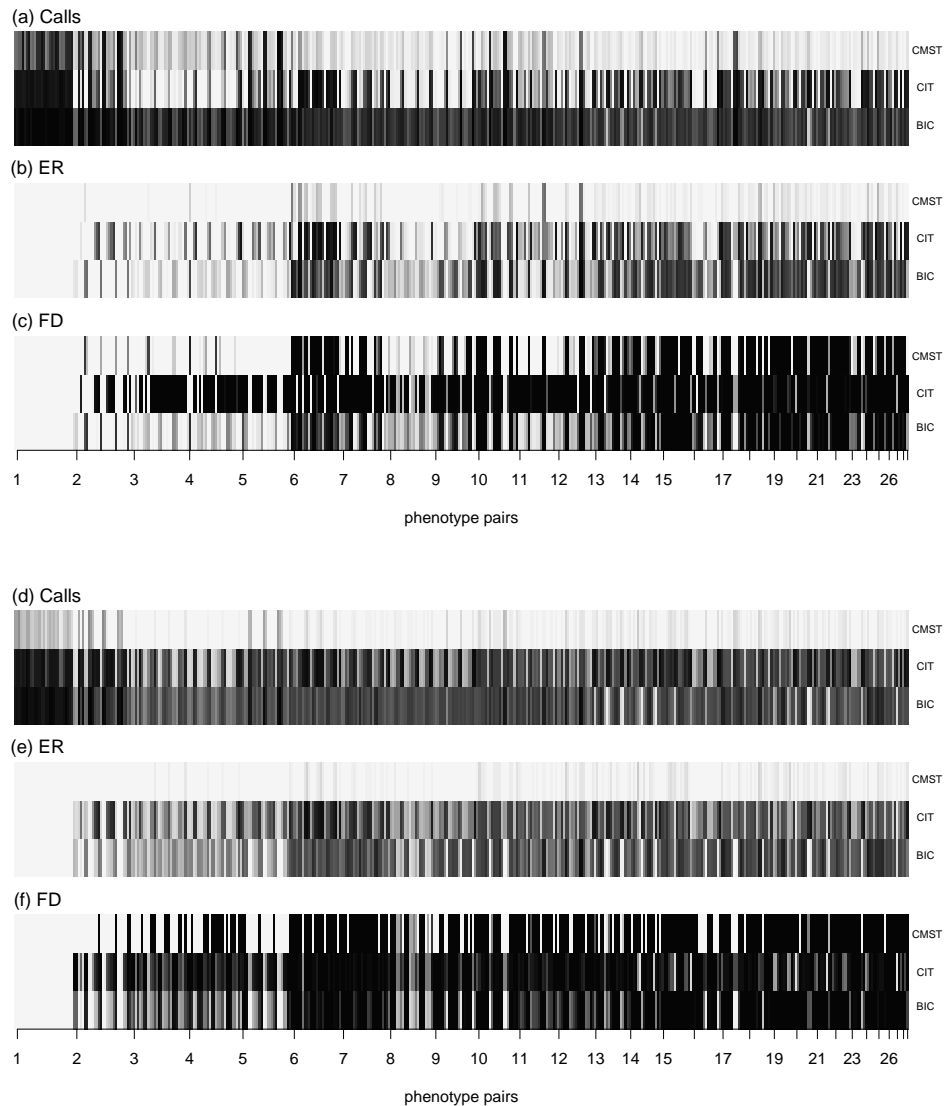 (a) Calls
CMST
CIT
BIC
(b) ER
CMST
CIT
BIC
(c) FD
CMST
CIT
BIC
1 2 3 4 5 6 7 8 9 10 11 12 13 14 15 17 19 21 23 26
phenotype pairs
(d) Calls
CMST
CIT
BIC
(e) ER
CMST
CIT
BIC
(f) FD
CMST
CIT
BIC
1 2 3 4 5 6 7 8 9 10 11 12 13 14 15 17 19 21 23 26
phenotype pairs